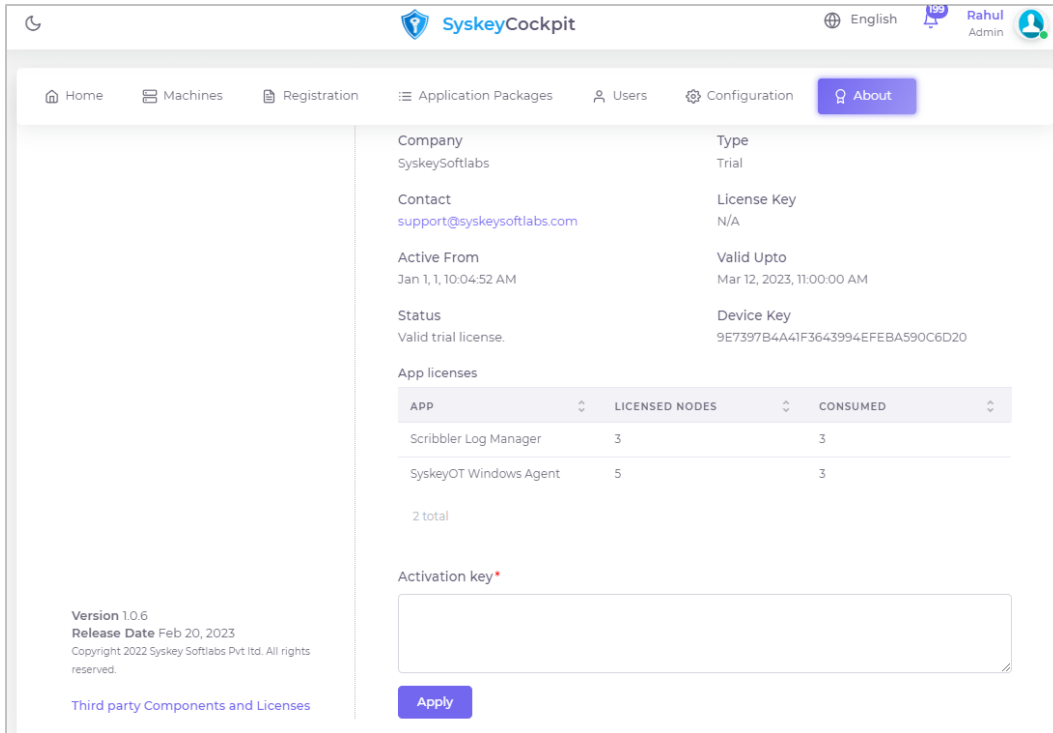 SyskeyCockpit
English
199
Rahul
Admin
Home
Machines
Registration
Application Packages
Users
Configuration
About
Company
Type
SyskeySoftlabs
Trial
Contact
License Key
support@syskeysoftlabs.com
N/A
Active From
Valid Upto
Jan 1, 1, 10:04:52 AM
Mar 12, 2023, 11:00:00 AM
Status
Device Key
Valid trial license.
9E7397B4A41F3643994EFEBA590C6D20
App licenses
APP
LICENSED NODES
CONSUMED
Scribbler Log Manager
3
3
SyskeyOT Windows Agent
5
3
2 total
Activation key*
Version 1.0.6
Release Date Feb 20, 2023
Copyright 2022 Syskey Softlabs Pvt ltd. All rights
reserved.
Third party Components and Licenses
Apply